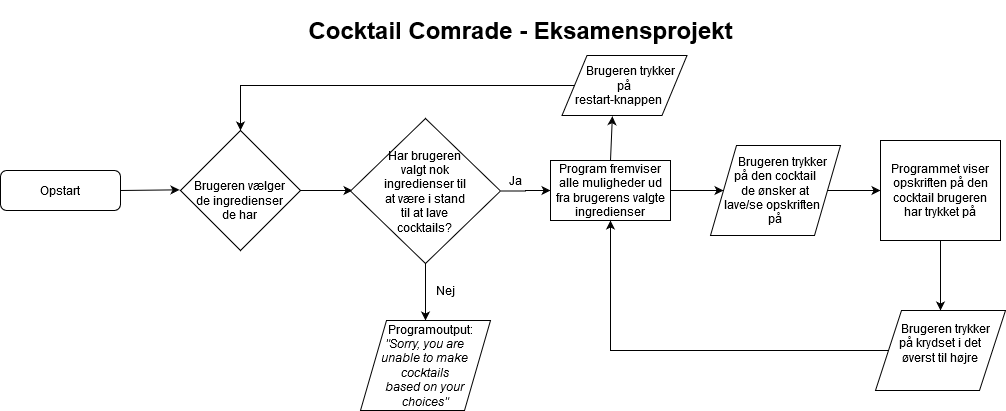 Cocktail Comrade - Eksamensprojekt
Opstart
Brugeren vælger
de ingredienser
de har
Har brugeren
valgt nok
ingredienser til
at være i stand
til at lave
cocktails?
Ja
Nej
Programoutput:
"Sorry, you are
unable to make
cocktails
based on your
choices"
Program fremviser
alle muligheder ud
fra brugerens valgte
ingredienser
Brugeren trykker
på
restart-knappen
Brugeren trykker
på den cocktail
de ønsker at
lave/se opskriften
på
Programmet viser
opskriften på den
cocktail brugeren
har trykket på
Brugeren trykker
på krydset i det
øverst til højre